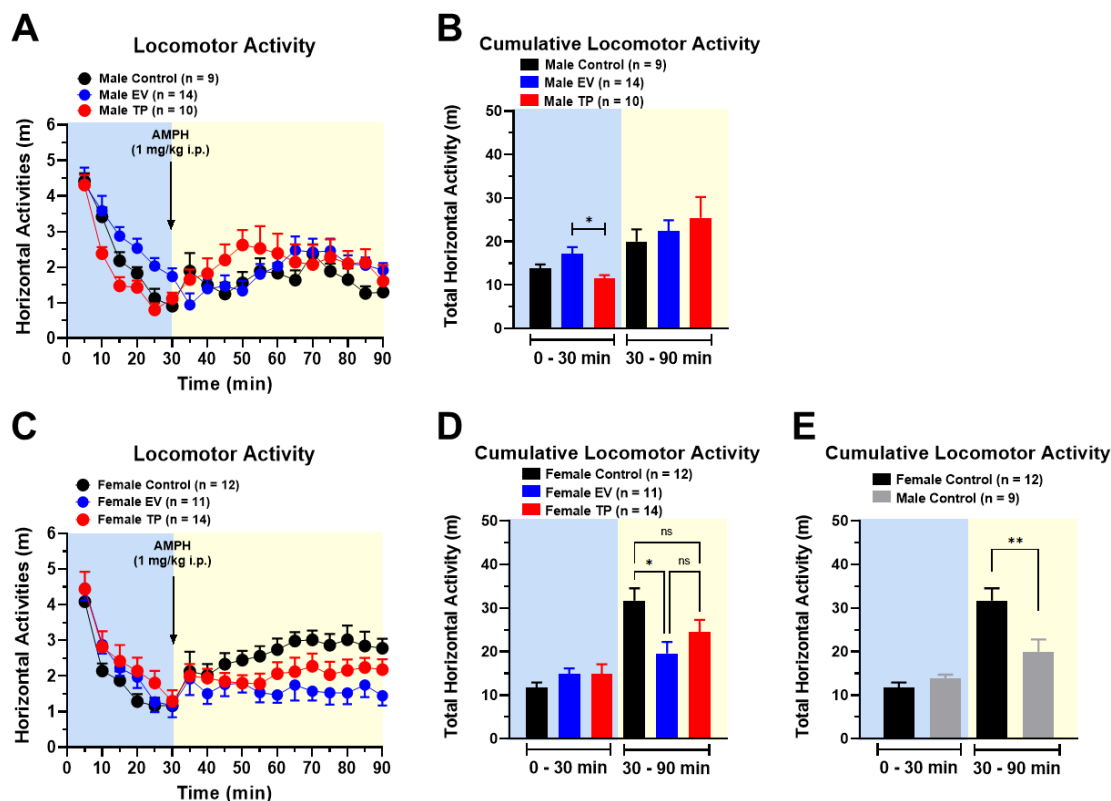 A
Locomotor Activity
Male Control (n = 9)
Male EV (n = 14)
Male TP (n = 10)
AMPH
(1 mg/kg i.p.)
Horizontal Activities (m)
6
5
4
3
2
1
0
0 10 20 30 40 50 60 70 80 90
Time (min)
B
Cumulative Locomotor Activity
Male Control (n = 9)
Male EV (n = 14)
Male TP (n = 10)
Total Horizontal Activity (m)
50
40
30
20
10
0
*
0 - 30 min 30 - 90 min
C
Locomotor Activity
Female Control (n = 12)
Female EV (n = 11)
Female TP (n = 14)
AMPH
(1 mg/kg i.p.)
Horizontal Activities (m)
6
5
4
3
2
1
0
0 10 20 30 40 50 60 70 80 90
Time (min)
D
Cumulative Locomotor Activity
Female Control (n = 12)
Female EV (n = 11)
Female TP (n = 14)
Total Horizontal Activity (m)
50
40
30
20
10
0
ns
* ns
0 - 30 min 30 - 90 min
E
Cumulative Locomotor Activity
Female Control (n = 12)
Male Control (n = 9)
Total Horizontal Activity (m)
50
40
30
20
10
0
**
0 - 30 min 30 - 90 min